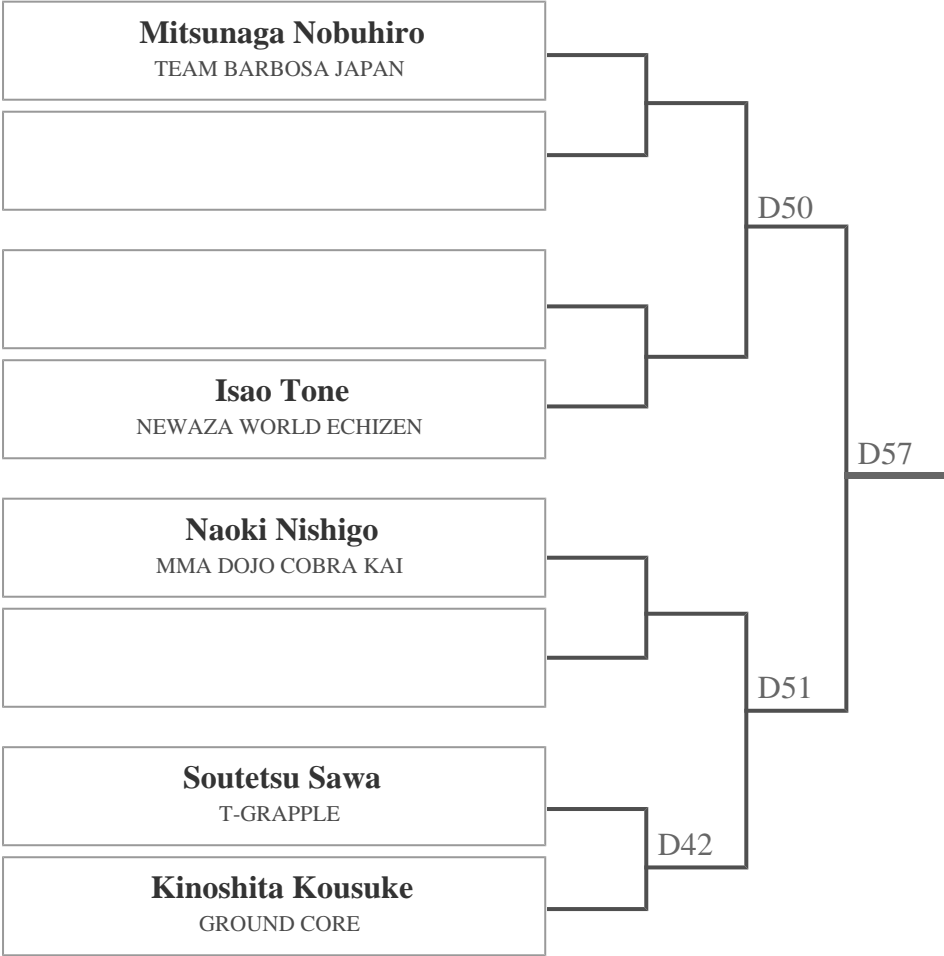 Mitsunaga Nobuhiro
TEAM BARBOSA JAPAN
D50
Isao Tone
NEWAZA WORLD ECHIZEN
D57
Naoki Nishigo
MMA DOJO COBRA KAI
D51
Soutetsu Sawa
T-GRAPPLE
D42
Kinoshita Kousuke
GROUND CORE